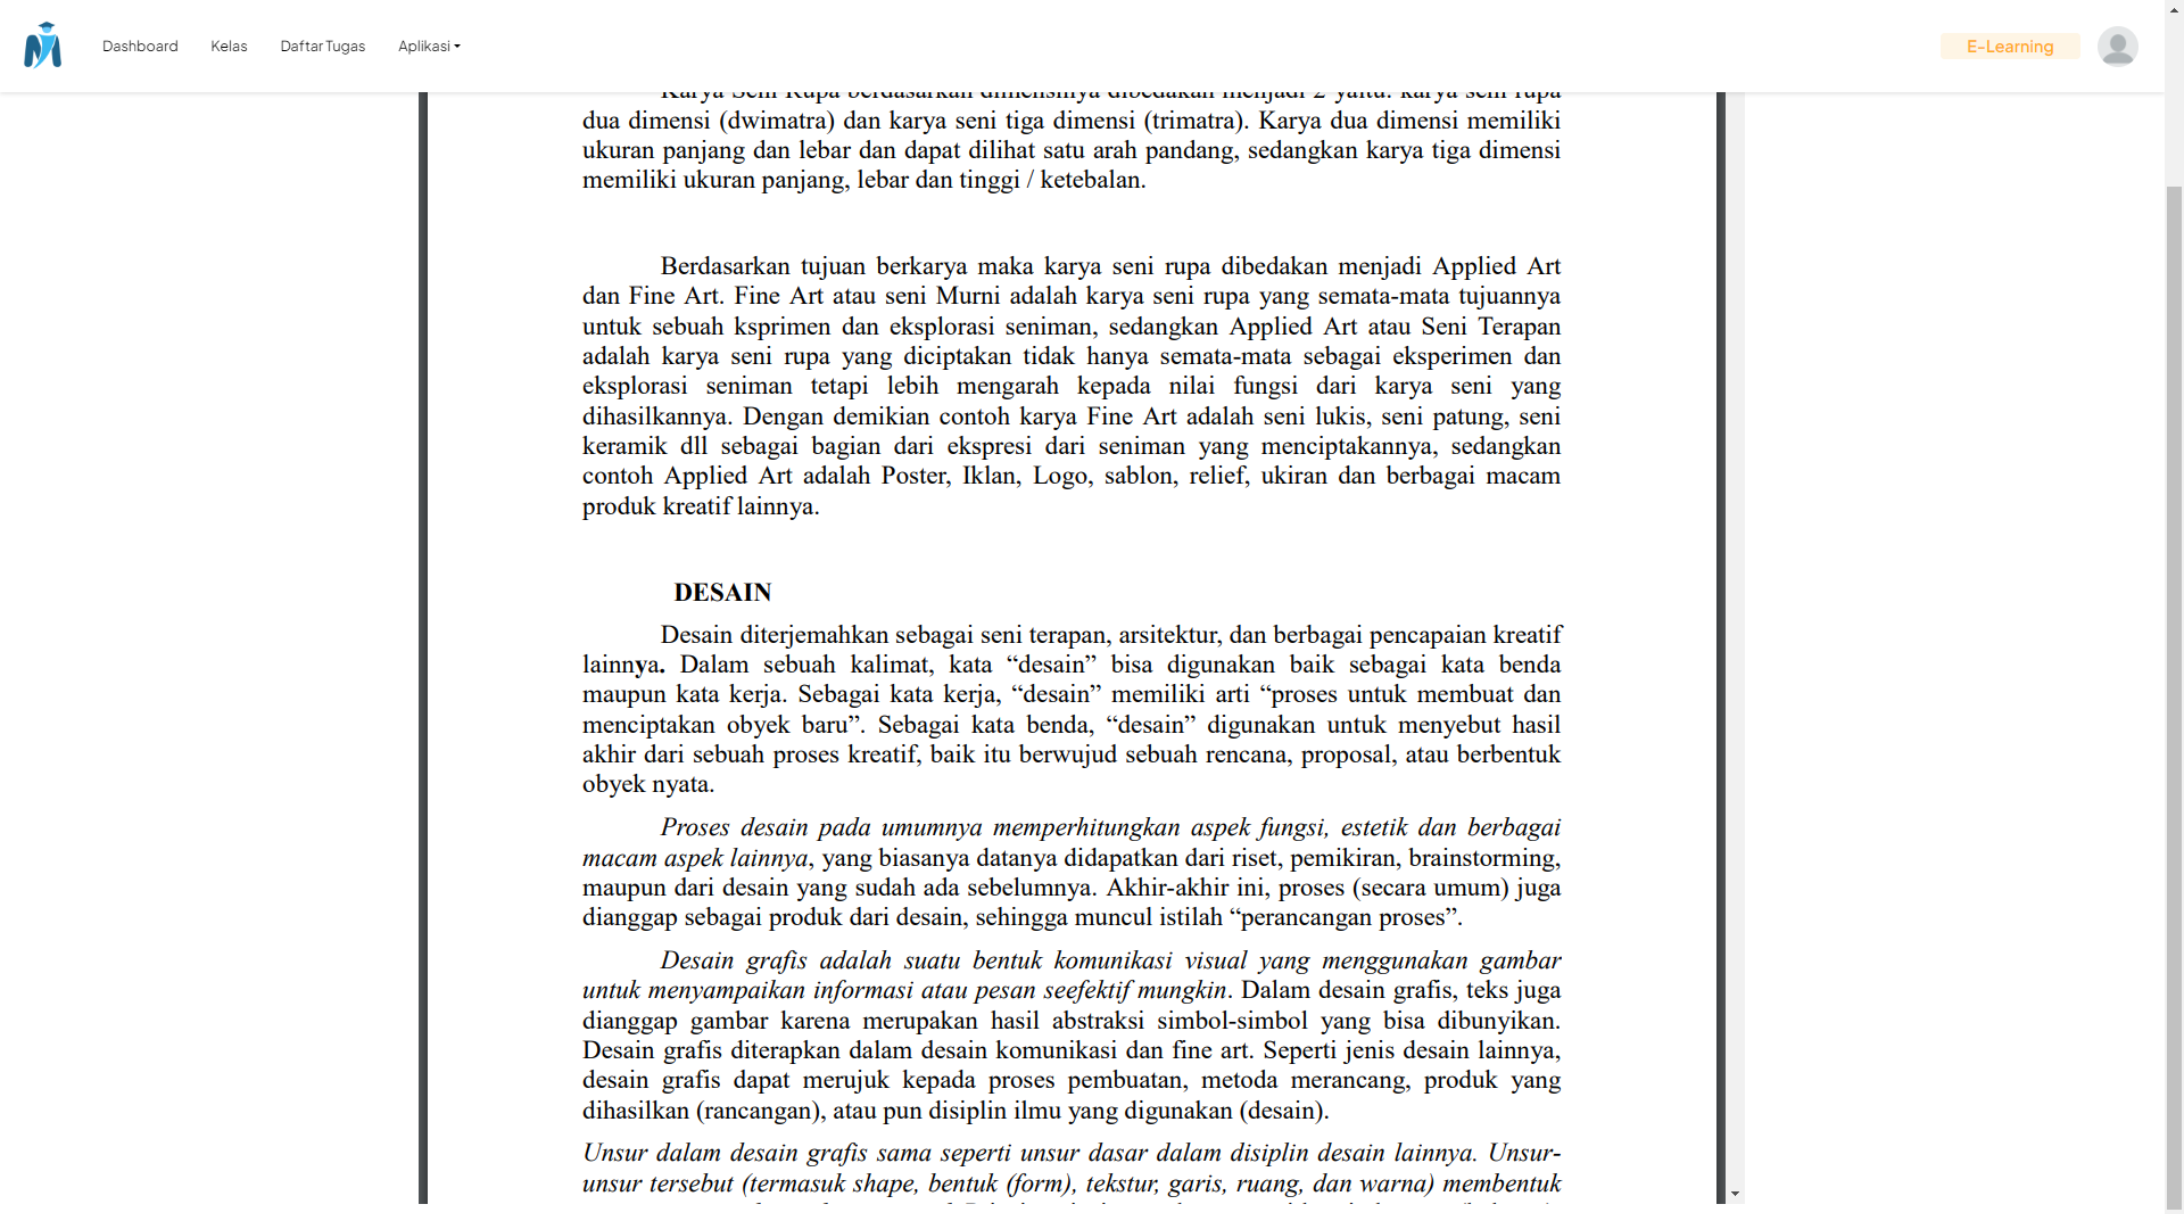 Dashboard Kelas Daftar Tugas Aplikasi E-Learning
Karya Seni Rupa berdasarkan dimensinya dibedakan menjadi 2 yaitu: karya seni rupa
dua dimensi (dwimatra) dan karya seni tiga dimensi (trimatra). Karya dua dimensi memiliki
ukuran panjang dan lebar dan dapat dilihat satu arah pandang, sedangkan karya tiga dimensi
memiliki ukuran panjang, lebar dan tinggi / ketebalan.
Berdasarkan tujuan berkarya maka karya seni rupa dibedakan menjadi Applied Art
dan Fine Art. Fine Art atau seni Murni adalah karya seni rupa yang semata-mata tujuannya
untuk sebuah ksprimen dan eksplorasi seniman, sedangkan Applied Art atau Seni Terapan
adalah karya seni rupa yang diciptakan tidak hanya semata-mata sebagai eksperimen dan
eksplorasi seniman tetapi lebih mengarah kepada nilai fungsi dari karya seni yang
dihasilkannya. Dengan demikian contoh karya Fine Art adalah seni lukis, seni patung, seni
keramik dll sebagai bagian dari ekspresi dari seniman yang menciptakannya, sedangkan
contoh Applied Art adalah Poster, Iklan, Logo, sablon, relief, ukiran dan berbagai macam
produk kreatif lainnya.
DESAIN
Desain diterjemahkan sebagai seni terapan, arsitektur, dan berbagai pencapaian kreatif
lainnya. Dalam sebuah kalimat, kata “desain” bisa digunakan baik sebagai kata benda
maupun kata kerja. Sebagai kata kerja, “desain” memiliki arti “proses untuk membuat dan
menciptakan obyek baru”. Sebagai kata benda, “desain” digunakan untuk menyebut hasil
akhir dari sebuah proses kreatif, baik itu berwujud sebuah rencana, proposal, atau berbentuk
obyek nyata.
Proses desain pada umumnya memperhitungkan aspek fungsi, estetik dan berbagai
macam aspek lainnya, yang biasanya datanya didapatkan dari riset, pemikiran, brainstorming,
maupun dari desain yang sudah ada sebelumnya. Akhir-akhir ini, proses (secara umum) juga
dianggap sebagai produk dari desain, sehingga muncul istilah “perancangan proses”.
Desain grafis adalah suatu bentuk komunikasi visual yang menggunakan gambar
untuk menyampaikan informasi atau pesan seefektif mungkin. Dalam desain grafis, teks juga
dianggap gambar karena merupakan hasil abstraksi simbol-simbol yang bisa dibunyikan.
Desain grafis diterapkan dalam desain komunikasi dan fine art. Seperti jenis desain lainnya,
desain grafis dapat merujuk kepada proses pembuatan, metoda merancang, produk yang
dihasilkan (rancangan), atau pun disiplin ilmu yang digunakan (desain).
Unsur dalam desain grafis sama seperti unsur dasar dalam disiplin desain lainnya. Unsur-
unsur tersebut (termasuk shape, bentuk (form), tekstur, garis, ruang, dan warna) membentuk